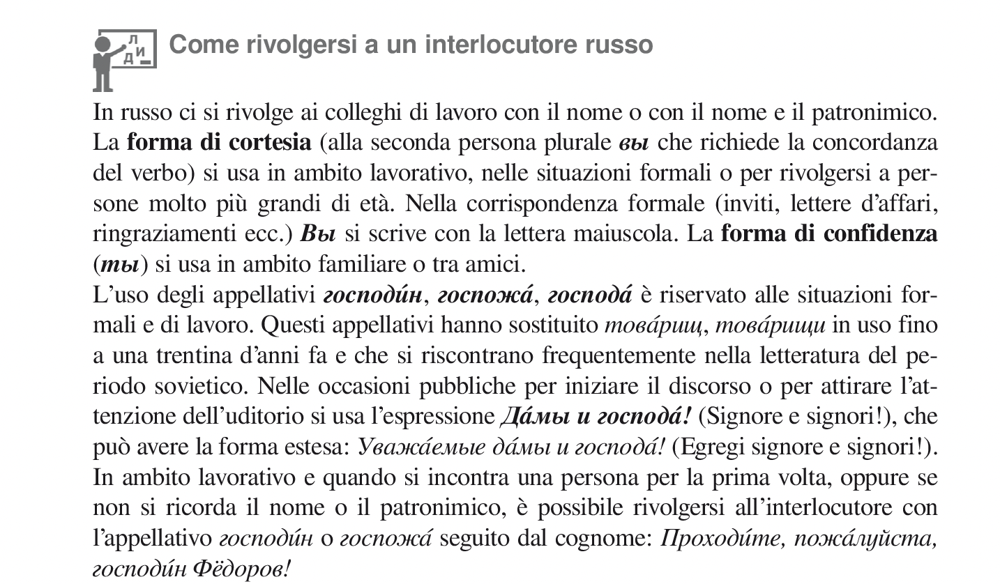 Л
И
Д
Come rivolgersi a un interlocutore russo
In russo ci si rivolge ai colleghi di lavoro con il nome o con il nome e il patronimico.
La forma di cortesia (alla seconda persona plurale вы che richiede la concordanza
del verbo) si usa in ambito lavorativo, nelle situazioni formali o per rivolgersi a per-
sone molto più grandi di età. Nella corrispondenza formale (inviti, lettere d’affari,
ringraziamenti ecc.) Вы si scrive con la lettera maiuscola. La forma di confidenza
(ты) si usa in ambito familiare o tra amici.
L’uso degli appellativi господи́н, госпожа́, господа́ è riservato alle situazioni for-
mali e di lavoro. Questi appellativi hanno sostituito това́рищ, това́рищи in uso fino
a una trentina d’anni fa e che si riscontrano frequentemente nella letteratura del pe-
riodo sovietico. Nelle occasioni pubbliche per iniziare il discorso o per attirare l’at-
tenzione dell’uditorio si usa l’espressione Да́мы и господа́! (Signore e signori!), che
può avere la forma estesa: Уважа́емые да́мы и господа́! (Egregi signore e signori!).
In ambito lavorativo e quando si incontra una persona per la prima volta, oppure se
non si ricorda il nome o il patronimico, è possibile rivolgersi all’interlocutore con
l’appellativo господи́н o госпожа́ seguito dal cognome: Проходи́те, пожа́луйста,
господи́н Фёдоров!